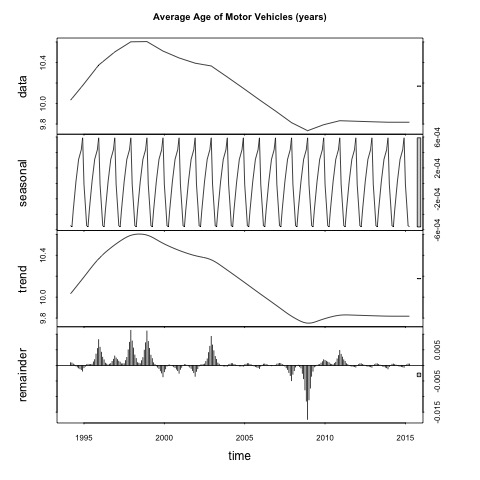 Average Age of Motor Vehicles (years)
data
9.8 10.0 10.4
seasonal
-6e-04 -2e-04 2e-04 6e-04
trend
9.8 10.0 10.4
remainder
-0.015 -0.005 0.005
1995 2000 2005 2010 2015
time